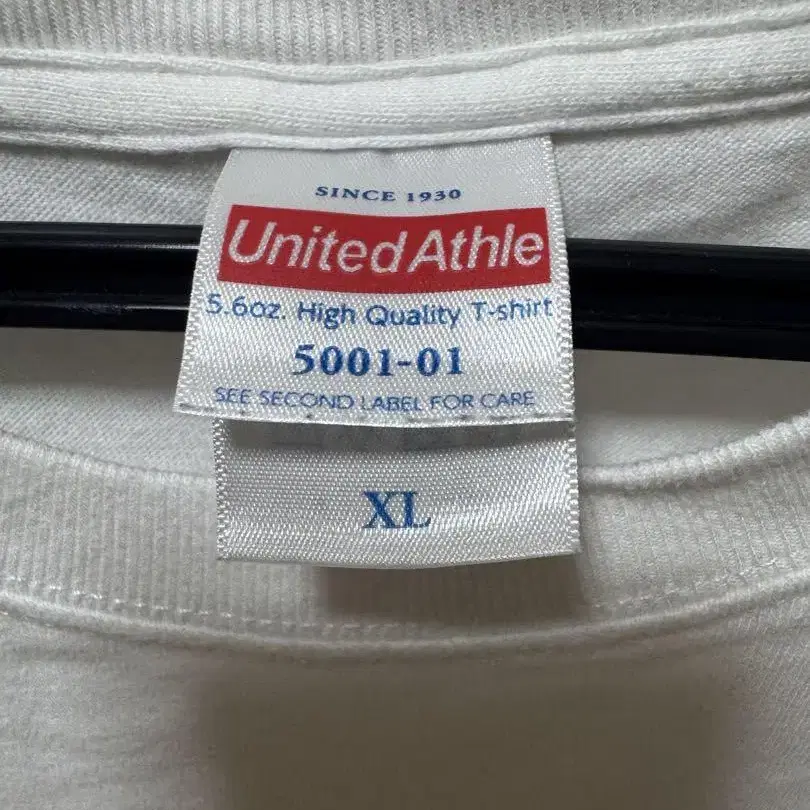 SINCE 1930
United Athle
5.6oz. High Quality T-shirt
5001-01
SEE SECOND LABEL FOR CARE
XL